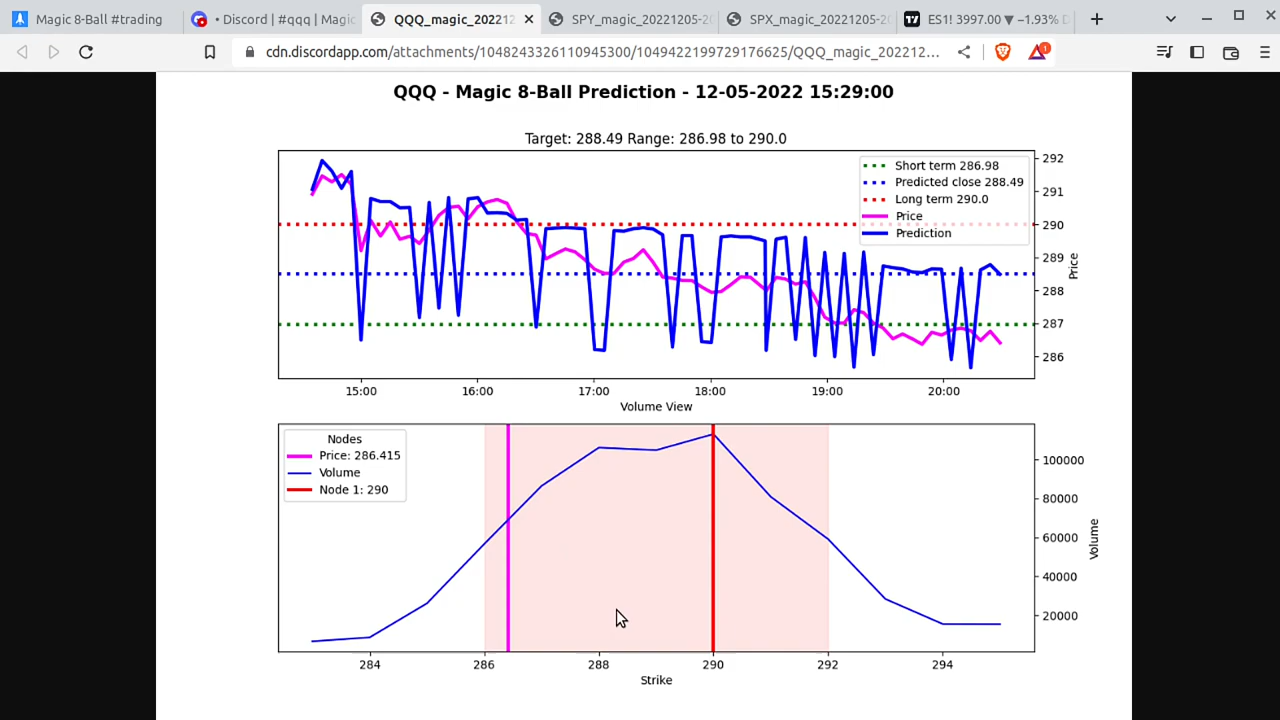 Magic 8-Ball #trading
• Discord | #qqq | Magic
QQQ_magic_202212
SPY_magic_20221205-20
SPX_magic_20221205-20
ES1! 3997.00 ▼ −1.93%
cdn.discordapp.com/attachments/1048243326110945300/1049422199729176625/QQQ_magic_202212...
1
QQQ - Magic 8-Ball Prediction - 12-05-2022 15:29:00
Target: 288.49 Range: 286.98 to 290.0
Short term 286.98
Predicted close 288.49
Long term 290.0
Price
Prediction
292
291
290
289
288
287
286
Price
15:00
16:00
17:00
18:00
19:00
20:00
Volume View
Nodes
Price: 286.415
Volume
Node 1: 290
100000
80000
60000
40000
20000
Volume
284
286
288
290
292
294
Strike